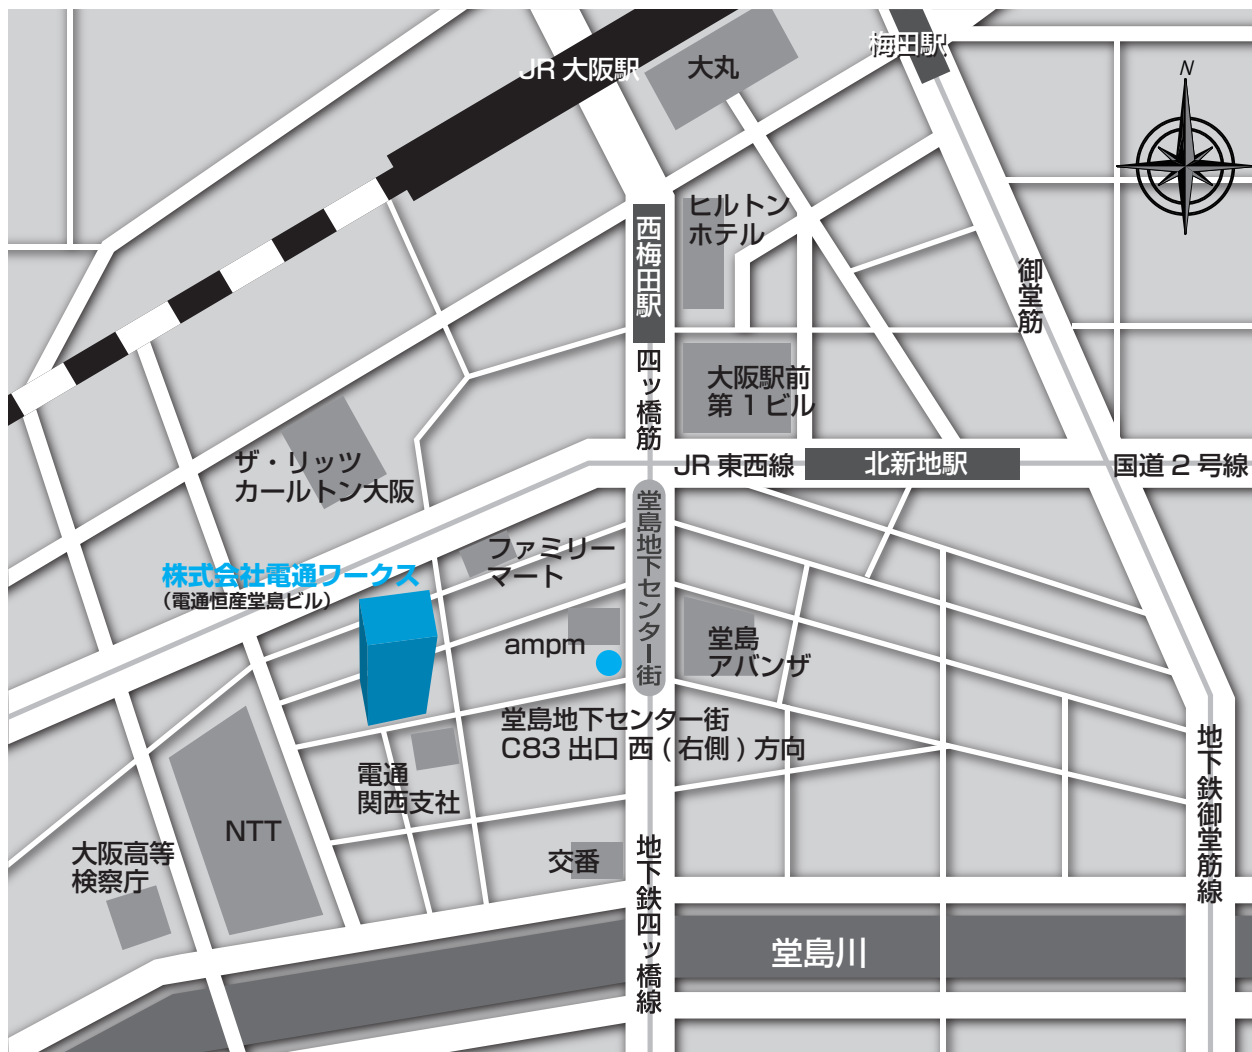 梅田駅
JR 大阪駅
大丸
N
ヒルトン
ホテル
西梅田駅
御堂筋
四ッ橋筋
大阪駅前
第 1 ビル
ザ・リッツ
カールトン大阪
JR 東西線
北新地駅
国道 2 号線
堂島地下センター街
ファミリー
マート
株式会社電通ワークス
（電通恒産堂島ビル）
ampm
堂島
アバンザ
堂島地下センター街
C83 出口 西 ( 右側 ) 方向
電通
関西支社
地下鉄御堂筋線
NTT
大阪高等
検察庁
交番
地下鉄四ッ橋線
堂島川